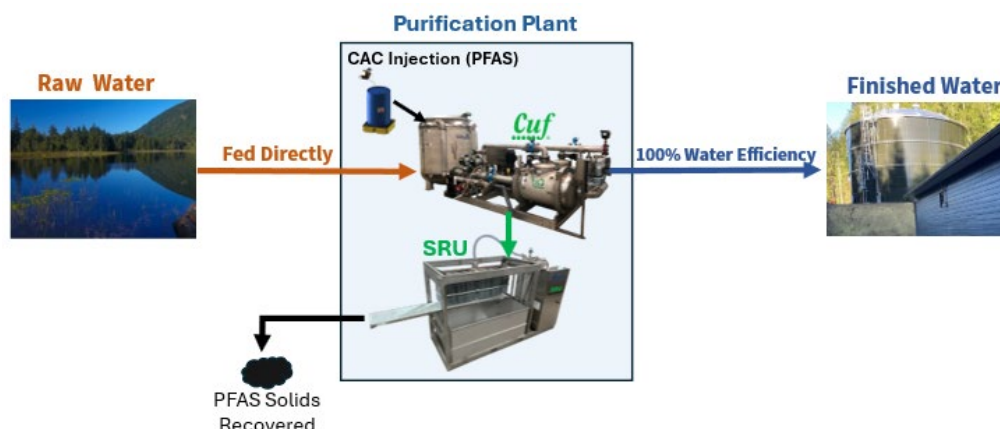 Purification Plant
CAC Injection (PFAS)
Raw Water
Finished Water
Cuf
Fed Directly
100% Water Efficiency
SRU
PFAS Solids
Recovered